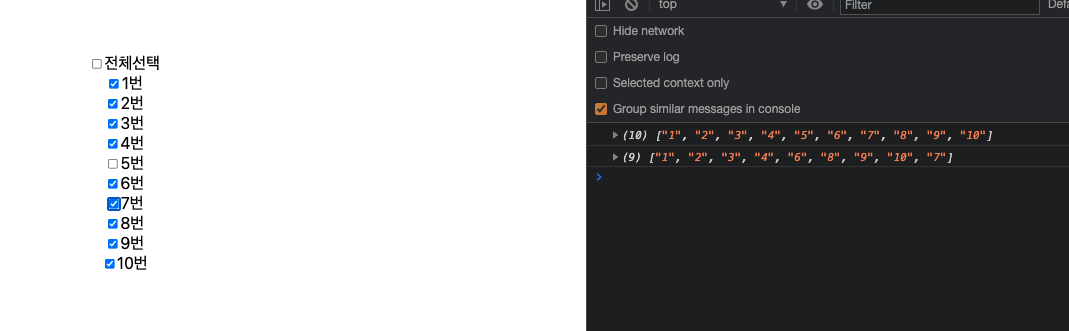 전체선택
1번
2번
3번
4번
5번
6번
7번
8번
9번
10번
top ▼ Filter
Hide network
Preserve log
Selected context only
Group similar messages in console
(10) ["1", "2", "3", "4", "5", "6", "7", "8", "9", "10"]
(9) ["1", "2", "3", "4", "6", "8", "9", "10", "7"]